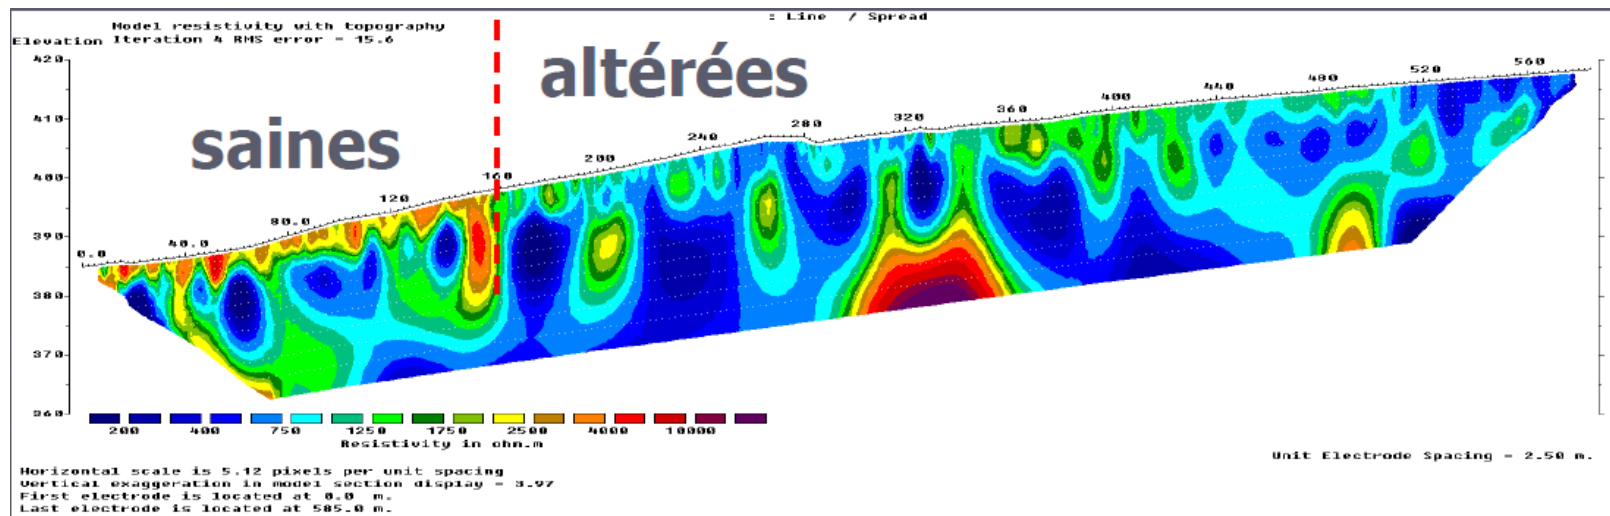 : Line / Spread
Model resistivity with topography
Elevation Iteration 4 RMS error = 15.6
420
410
400
390
380
370
360
saines
altérées
0.0 40.0 80.0 120 160 200 240 280 320 360 400 440 480 520 560
200 400 750 1250 1750 2500 4000 10000
Resistivity in ohm.m
Unit Electrode Spacing = 2.50 m.
Horizontal scale is 5.12 pixels per unit spacing
Vertical exaggeration in model section display = 3.97
First electrode is located at 0.0 m.
Last electrode is located at 585.0 m.